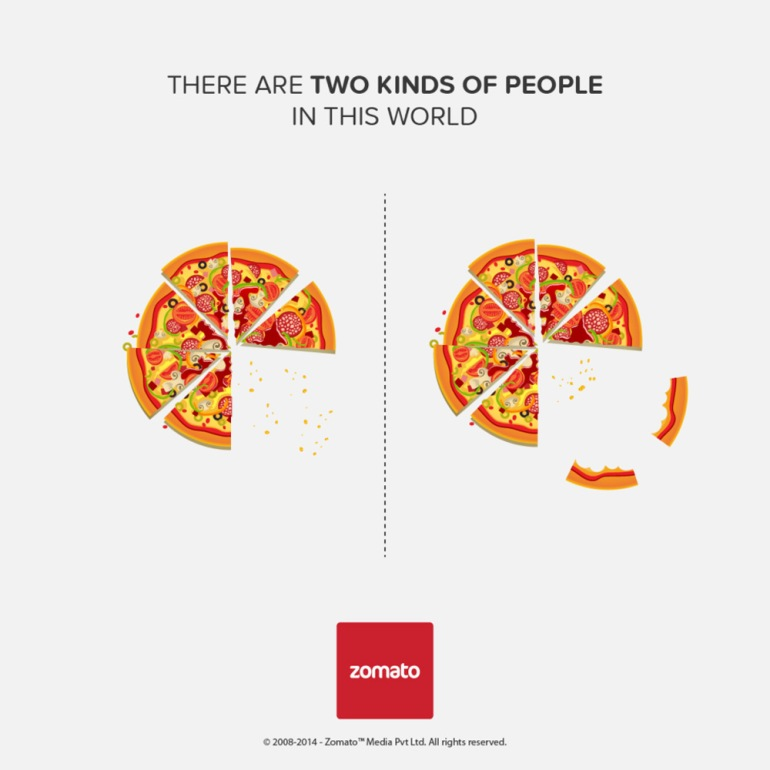 THERE ARE TWO KINDS OF PEOPLE
IN THIS WORLD
zomato
© 2008-2014 - Zomato™ Media Pvt Ltd. All rights reserved.